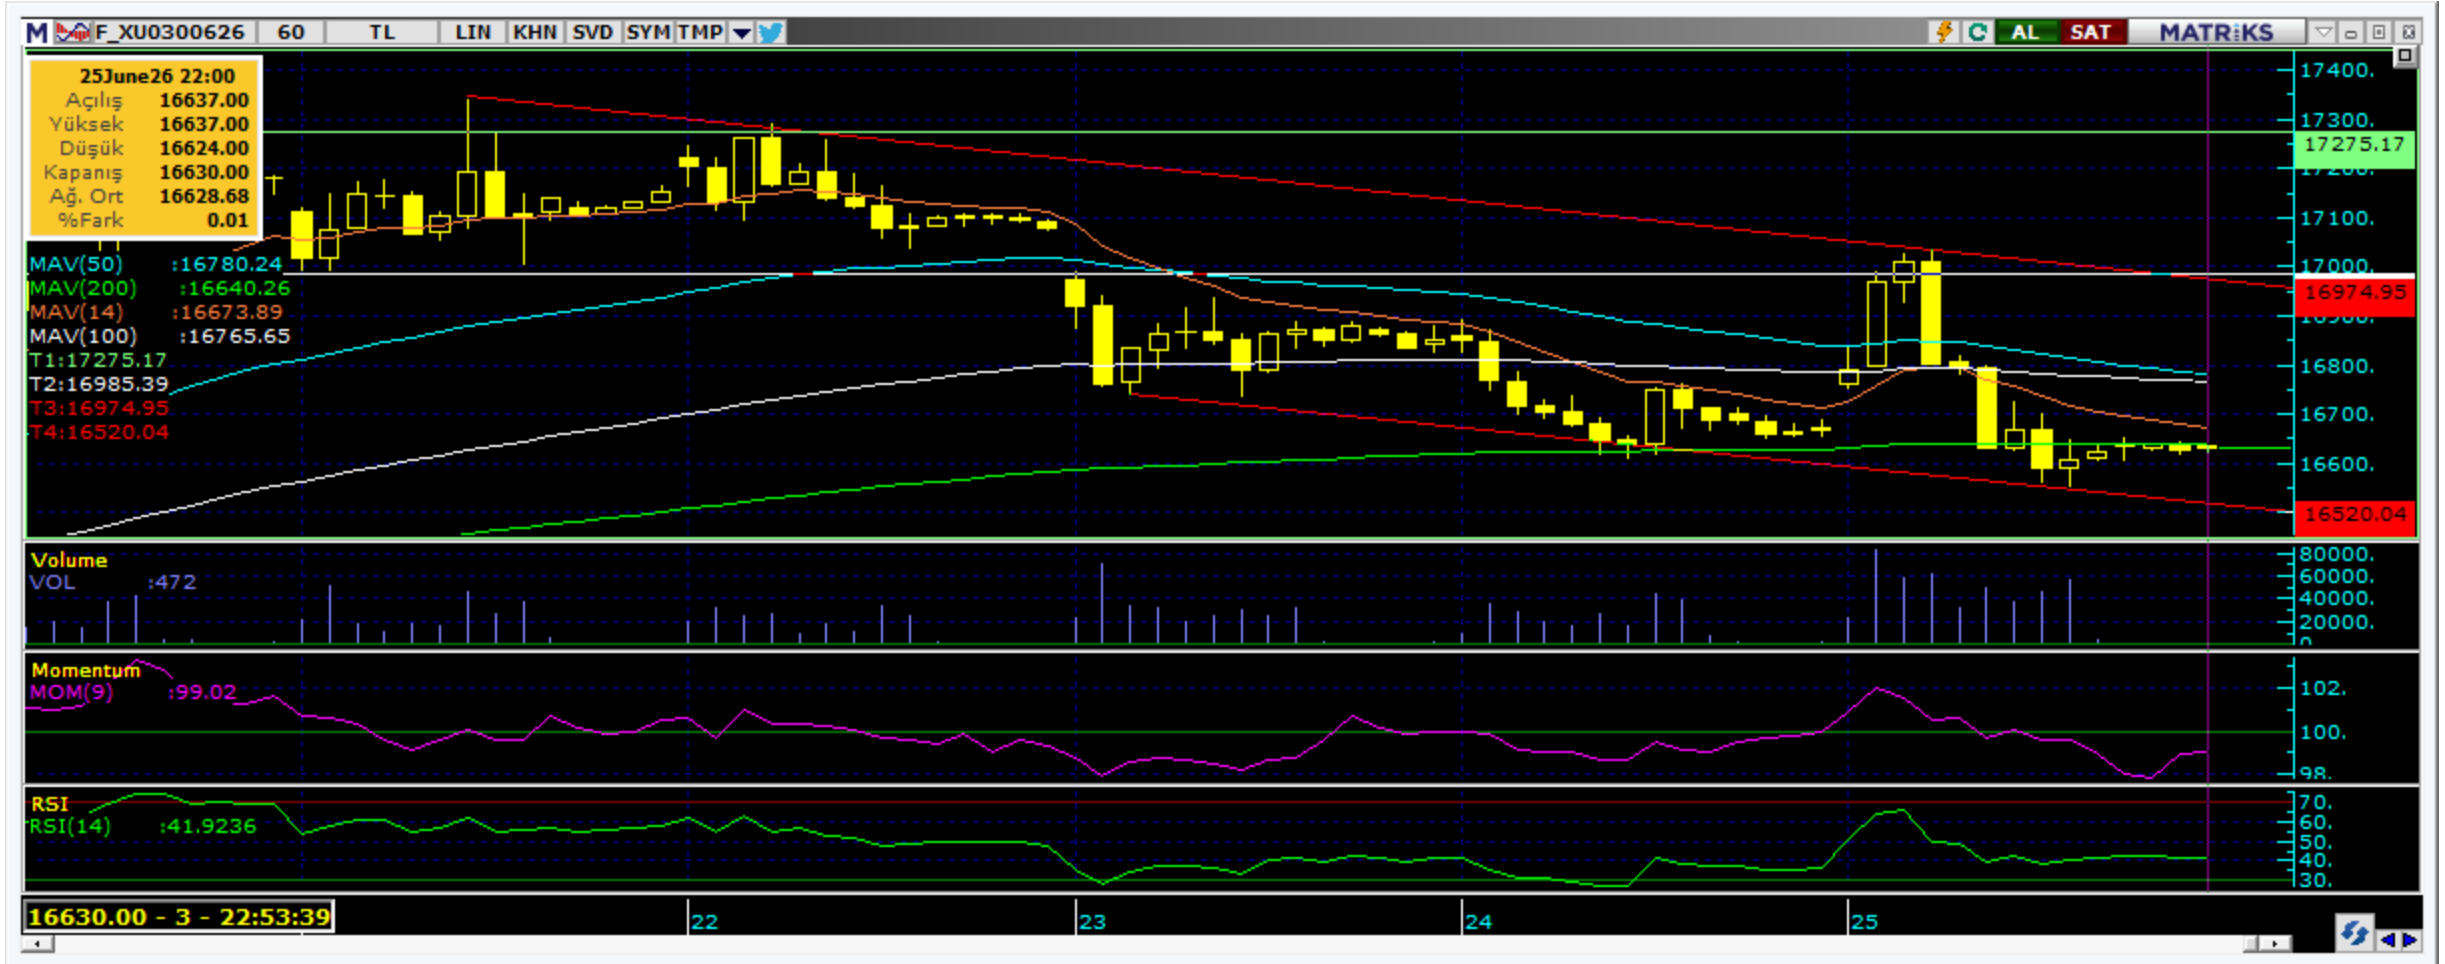 M F_XU0300626 60 TL LIN KHN SVD SYM TMP AL SAT MATRiKS
25June26 22:00
Açılış 16637.00
Yüksek 16637.00
Düşük 16624.00
Kapanış 16630.00
Ağ. Ort 16628.68
%Fark 0.01
MAV(50) :16780.24
MAV(200) :16640.26
MAV(14) :16673.89
MAV(100) :16765.65
T1:17275.17
T2:16985.39
T3:16974.95
T4:16520.04
17400.
17300.
17275.17
17200.
17100.
17000.
16974.95
16900.
16800.
16700.
16600.
16520.04
Volume
VOL :472
80000.
60000.
40000.
20000.
0
Momentum
MOM(9) :99.02
102.
100.
98.
RSI
RSI(14) :41.9236
70.
60.
50.
40.
30.
16630.00 - 3 - 22:53:39
22 23 24 25